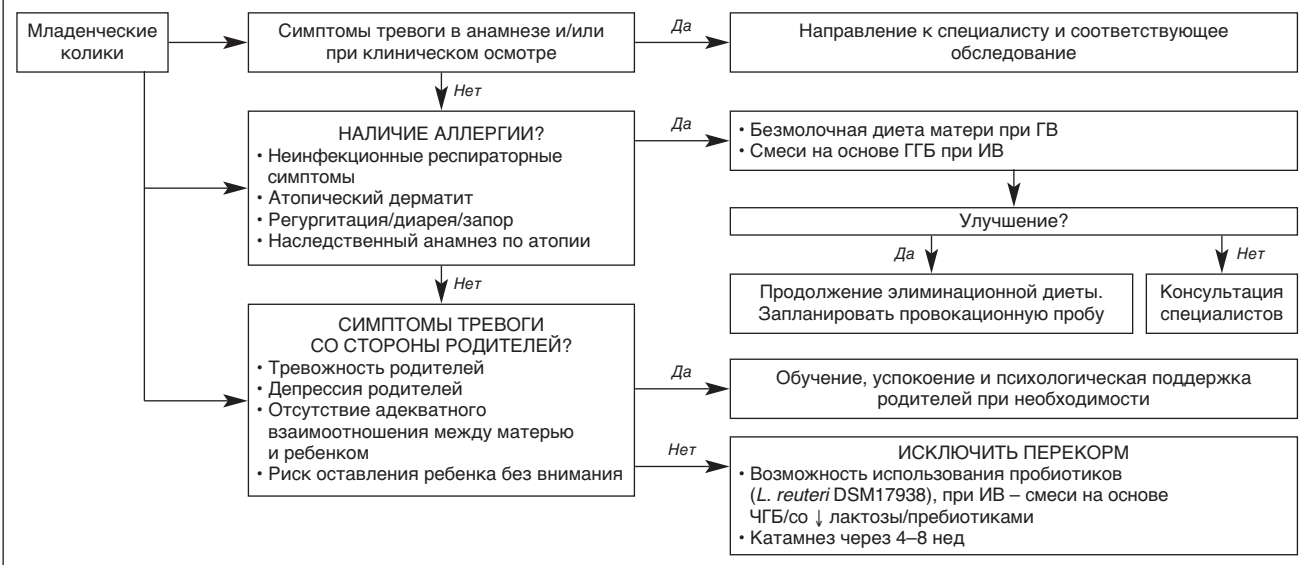 Младенческие
колики
Симптомы тревоги в анамнезе и/или
при клиническом осмотре
Да
Направление к специалисту и соответствующее
обследование
Нет
НАЛИЧИЕ АЛЛЕРГИИ?
• Неинфекционные респираторные
симптомы
• Атопический дерматит
• Регургитация/диарея/запор
• Наследственный анамнез по атопии
Да
• Безмолочная диета матери при ГВ
• Смеси на основе ГГБ при ИВ
Улучшение?
Да
Нет
Продолжение элиминационной диеты.
Запланировать провокационную пробу
Консультация
специалистов
Нет
СИМПТОМЫ ТРЕВОГИ
СО СТОРОНЫ РОДИТЕЛЕЙ?
• Тревожность родителей
• Депрессия родителей
• Отсутствие адекватного
взаимоотношения между матерью
и ребенком
• Риск оставления ребенка без внимания
Да
Обучение, успокоение и психологическая поддержка
родителей при необходимости
Нет
ИСКЛЮЧИТЬ ПЕРЕКОРМ
• Возможность использования пробиотиков
(L. reuteri DSM17938), при ИВ – смеси на основе
ЧГБ/со ↓ лактозы/пребиотиками
• Катамнез через 4–8 нед